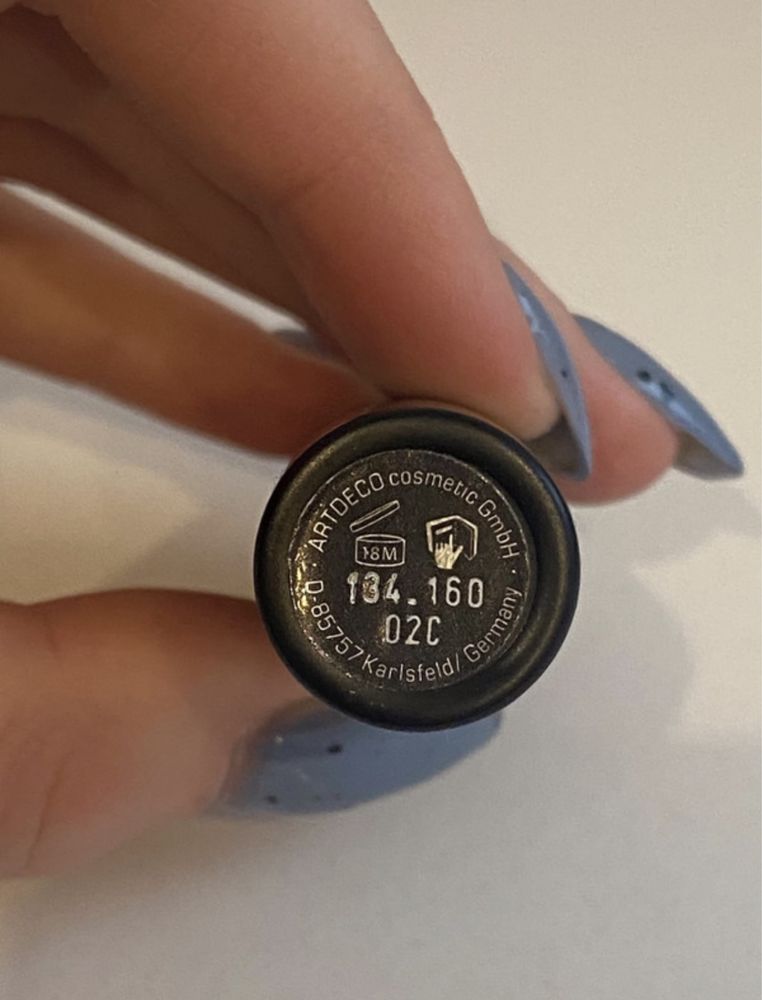 · ARTDECO cosmetic GmbH ·
18M
134.160
02C
D-85757 Karlsfeld/Germany